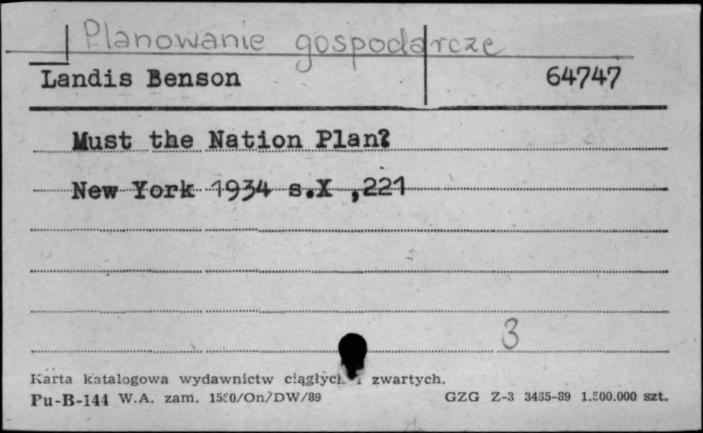 Planowanie gospodarcze
Landis Benson 64747
Must the Nation Plan?
New York 1934 s.X ,221
3
Karta katalogowa wydawnictw ciągłych i zwartych.
Pu-B-144 W.A. zam. /On/DW/89 GZG Z-3 3435-89 1.500.000 szt.